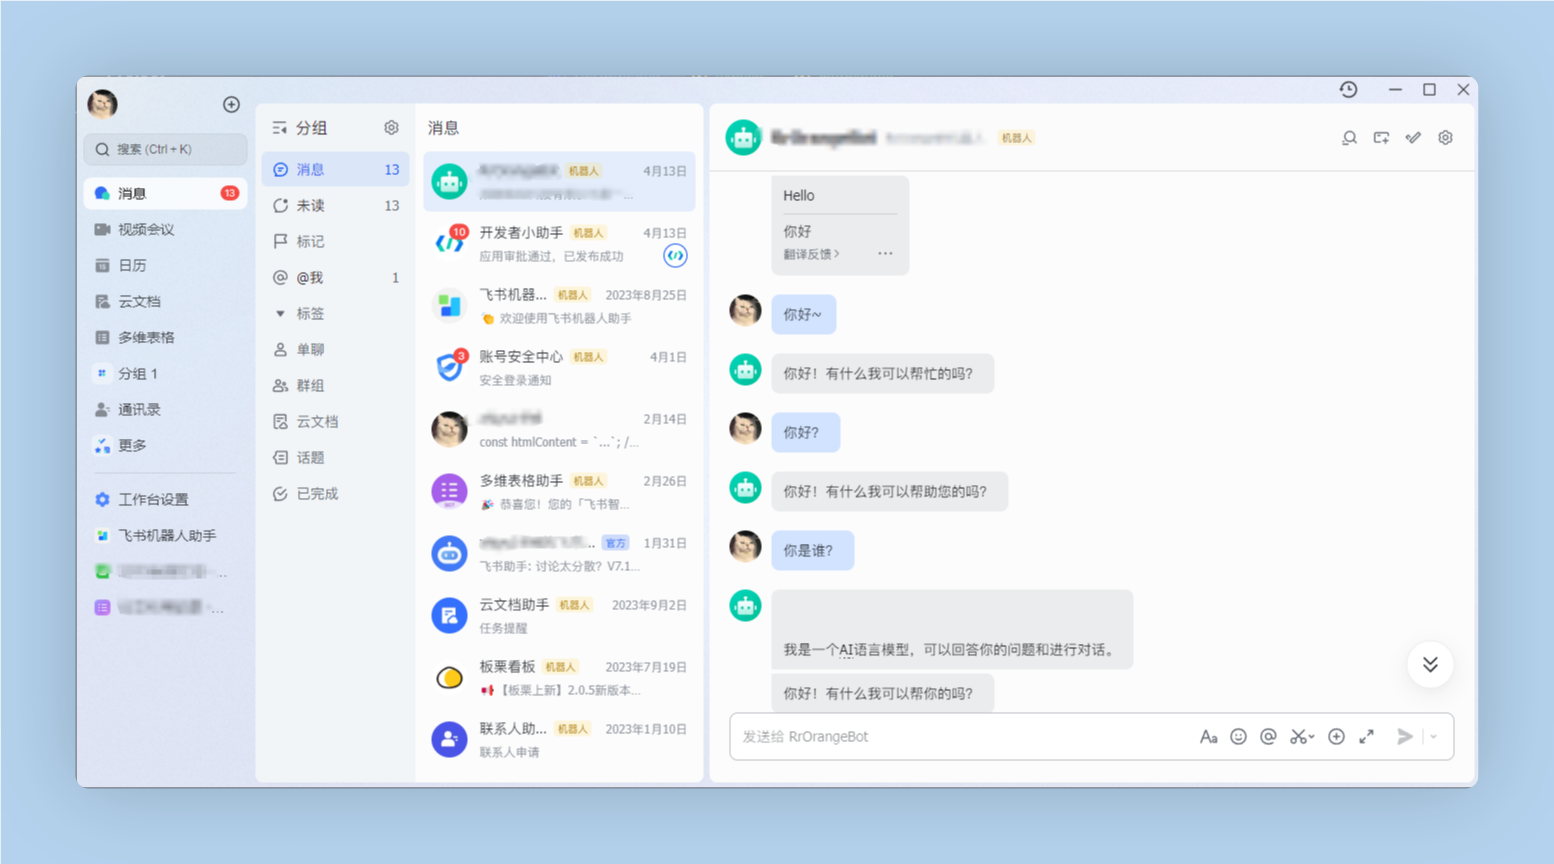 搜索 (Ctrl + K)
消息
13
视频会议
日历
云文档
多维表格
分组 1
通讯录
更多
工作台设置
飞书机器人助手
分组
消息 13
未读 13
标记
@我 1
标签
单聊
群组
云文档
话题
已完成
消息
机器人 4月13日
10
开发者小助手 机器人 4月13日
应用审批通过，已发布成功
飞书机器... 机器人 2023年8月25日
欢迎使用飞书机器人助手
3
账号安全中心 机器人 4月1日
安全登录通知
2月14日
const htmlContent = `...`; /...
多维表格助手 机器人 2月26日
恭喜您！您的「飞书智...
官方 1月31日
飞书助手: 讨论太分散？V7.1...
云文档助手 机器人 2023年9月2日
任务提醒
板栗看板 机器人 2023年7月19日
【板栗上新】2.0.5新版本...
联系人助... 机器人 2023年1月10日
联系人申请
RrOrangeBot 机器人
Hello
你好
翻译反馈 > ...
你好~
你好！有什么我可以帮忙的吗?
你好?
你好！有什么我可以帮助您的吗?
你是谁?
我是一个AI语言模型，可以回答你的问题和进行对话。
你好！有什么我可以帮你的吗?
发送给 RrOrangeBot
Aa